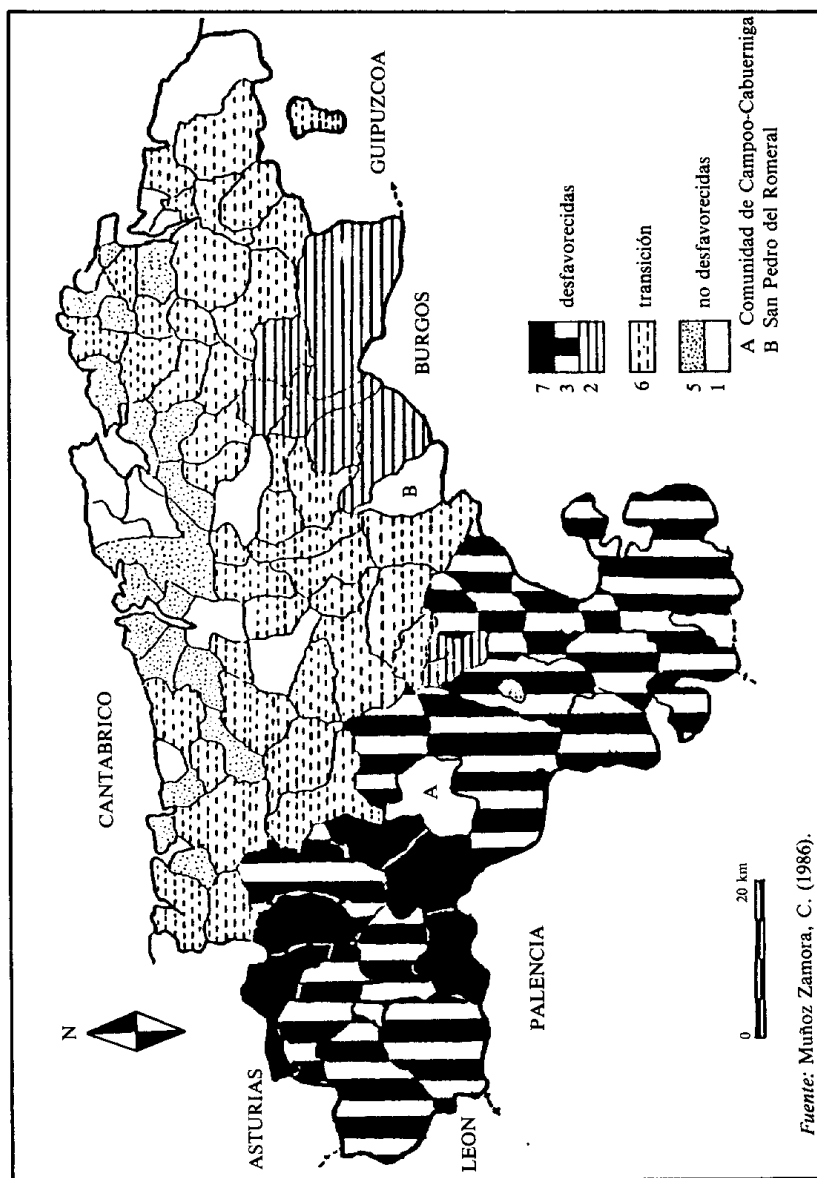 N
CANTABRICO
ASTURIAS
LEON
PALENCIA
BURGOS
GUIPUZCOA
A
B
7
3 desfavorecidas
2
6 transición
5 no desfavorecidas
1
A Comunidad de Campoo-Cabuerniga
B San Pedro del Romeral
0 20 km
Fuente: Muñoz Zamora, C. (1986).